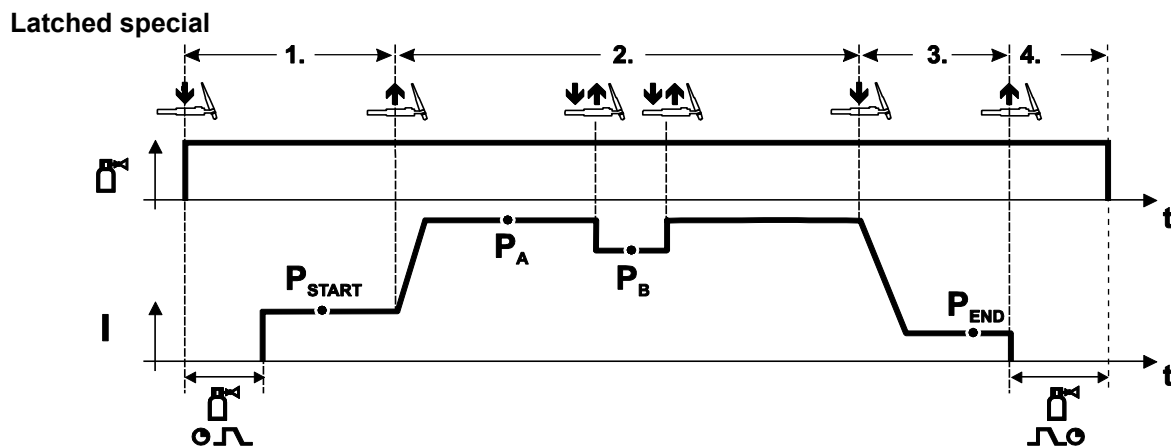 Latched special
1. 2. 3. 4.
t
P_A
P_B
P_START
P_END
I
t